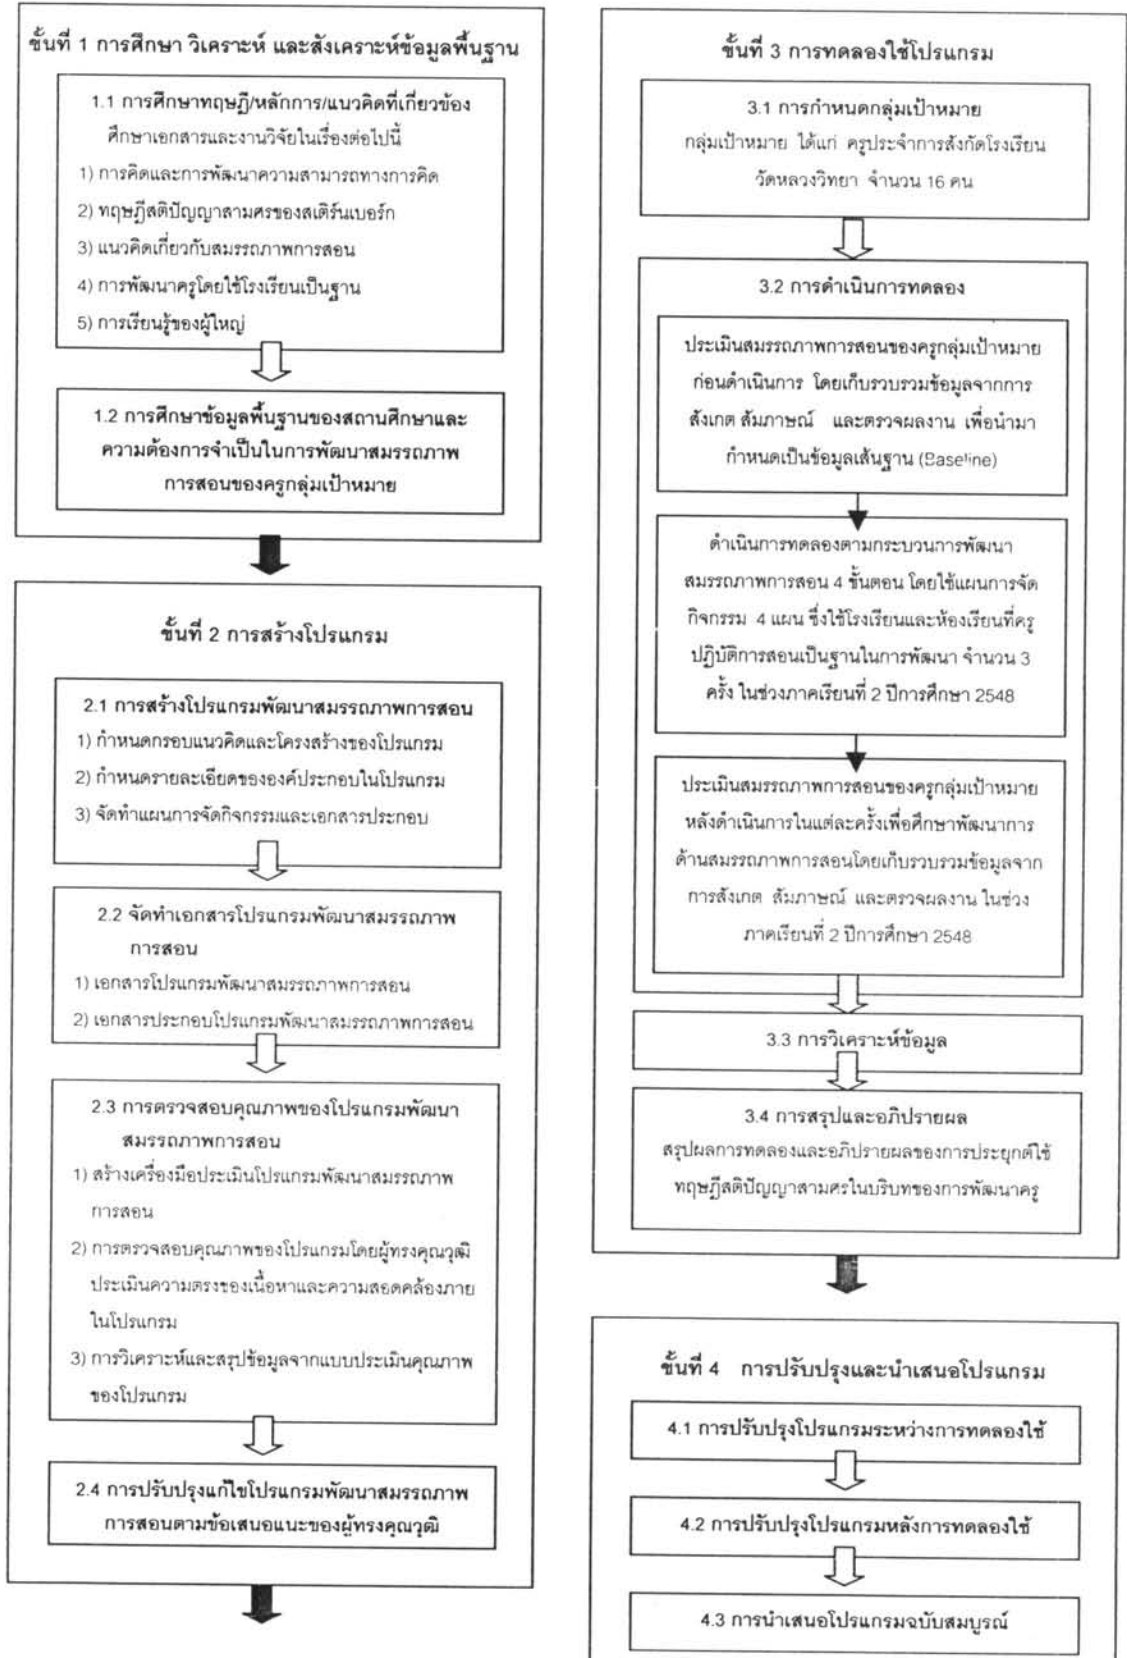 ขั้นที่ 1 การศึกษา วิเคราะห์ และสังเคราะห์ข้อมูลพื้นฐาน
1.1 การศึกษาทฤษฎี/หลักการ/แนวคิดที่เกี่ยวข้อง
ศึกษาเอกสารและงานวิจัยในเรื่องต่อไปนี้
1) การคิดและการพัฒนาความสามารถทางการคิด
2) ทฤษฎีสติปัญญาสามศรของสเติร์นเบอร์ก
3) แนวคิดเกี่ยวกับสมรรถภาพการสอน
4) การพัฒนาครูโดยใช้โรงเรียนเป็นฐาน
5) การเรียนรู้ของผู้ใหญ่
1.2 การศึกษาข้อมูลพื้นฐานของสถานศึกษาและ
ความต้องการจำเป็นในการพัฒนาสมรรถภาพ
การสอนของครูกลุ่มเป้าหมาย
ขั้นที่ 2 การสร้างโปรแกรม
2.1 การสร้างโปรแกรมพัฒนาสมรรถภาพการสอน
1) กำหนดกรอบแนวคิดและโครงสร้างของโปรแกรม
2) กำหนดรายละเอียดขององค์ประกอบในโปรแกรม
3) จัดทำแผนการจัดกิจกรรมและเอกสารประกอบ
2.2 จัดทำเอกสารโปรแกรมพัฒนาสมรรถภาพ
การสอน
1) เอกสารโปรแกรมพัฒนาสมรรถภาพการสอน
2) เอกสารประกอบโปรแกรมพัฒนาสมรรถภาพการสอน
2.3 การตรวจสอบคุณภาพของโปรแกรมพัฒนา
สมรรถภาพการสอน
1) สร้างเครื่องมือประเมินโปรแกรมพัฒนาสมรรถภาพ
การสอน
2) การตรวจสอบคุณภาพของโปรแกรมโดยผู้ทรงคุณวุฒิ
ประเมินความตรงของเนื้อหาและความสอดคล้องภาย
ในโปรแกรม
3) การวิเคราะห์และสรุปข้อมูลจากแบบประเมินคุณภาพ
ของโปรแกรม
2.4 การปรับปรุงแก้ไขโปรแกรมพัฒนาสมรรถภาพ
การสอนตามข้อเสนอแนะของผู้ทรงคุณวุฒิ
ขั้นที่ 3 การทดลองใช้โปรแกรม
3.1 การกำหนดกลุ่มเป้าหมาย
กลุ่มเป้าหมาย ได้แก่ ครูประจำการสังกัดโรงเรียน
วัดหลวงวิทยา จำนวน 16 คน
3.2 การดำเนินการทดลอง
ประเมินสมรรถภาพการสอนของครูกลุ่มเป้าหมาย
ก่อนดำเนินการ โดยเก็บรวบรวมข้อมูลจากการ
สังเกต สัมภาษณ์ และตรวจผลงาน เพื่อนำมา
กำหนดเป็นข้อมูลเส้นฐาน (Baseline)
ดำเนินการทดลองตามกระบวนการพัฒนา
สมรรถภาพการสอน 4 ขั้นตอน โดยใช้แผนการจัด
กิจกรรม 4 แผน ซึ่งใช้โรงเรียนและห้องเรียนที่ครู
ปฏิบัติการสอนเป็นฐานในการพัฒนา จำนวน 3
ครั้ง ในช่วงภาคเรียนที่ 2 ปีการศึกษา 2548
ประเมินสมรรถภาพการสอนของครูกลุ่มเป้าหมาย
หลังดำเนินการในแต่ละครั้งเพื่อศึกษาพัฒนาการ
ด้านสมรรถภาพการสอนโดยเก็บรวบรวมข้อมูลจาก
การสังเกต สัมภาษณ์ และตรวจผลงาน ในช่วง
ภาคเรียนที่ 2 ปีการศึกษา 2548
3.3 การวิเคราะห์ข้อมูล
3.4 การสรุปและอภิปรายผล
สรุปผลการทดลองและอภิปรายผลของการประยุกต์ใช้
ทฤษฎีสติปัญญาสามศรในบริบทของการพัฒนาครู
ขั้นที่ 4 การปรับปรุงและนำเสนอโปรแกรม
4.1 การปรับปรุงโปรแกรมระหว่างการทดลองใช้
4.2 การปรับปรุงโปรแกรมหลังการทดลองใช้
4.3 การนำเสนอโปรแกรมฉบับสมบูรณ์